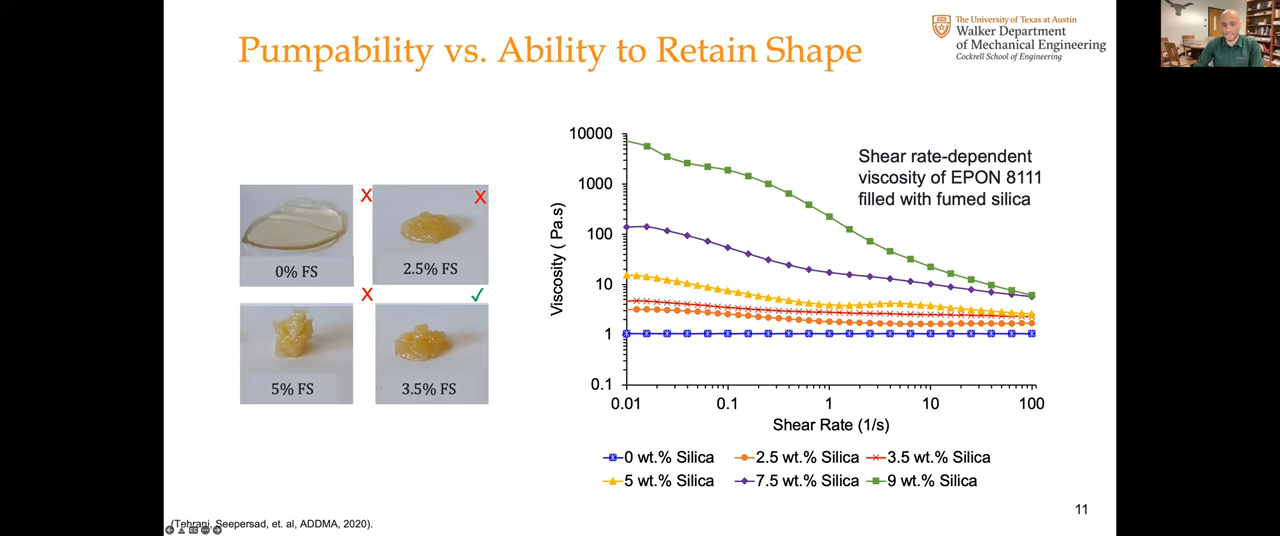 Pumpability vs. Ability to Retain Shape
The University of Texas at Austin
Walker Department
of Mechanical Engineering
Cockrell School of Engineering
X
X
0% FS
2.5% FS
X
✓
5% FS
3.5% FS
Shear rate-dependent
viscosity of EPON 8111
filled with fumed silica
Viscosity ( Pa.s)
10000
1000
100
10
1
0.1
0.01 0.1 1 10 100
Shear Rate (1/s)
0 wt.% Silica 2.5 wt.% Silica 3.5 wt.% Silica
5 wt.% Silica 7.5 wt.% Silica 9 wt.% Silica
(Tehrani, Seepersad, et. al, ADDMA, 2020).
11